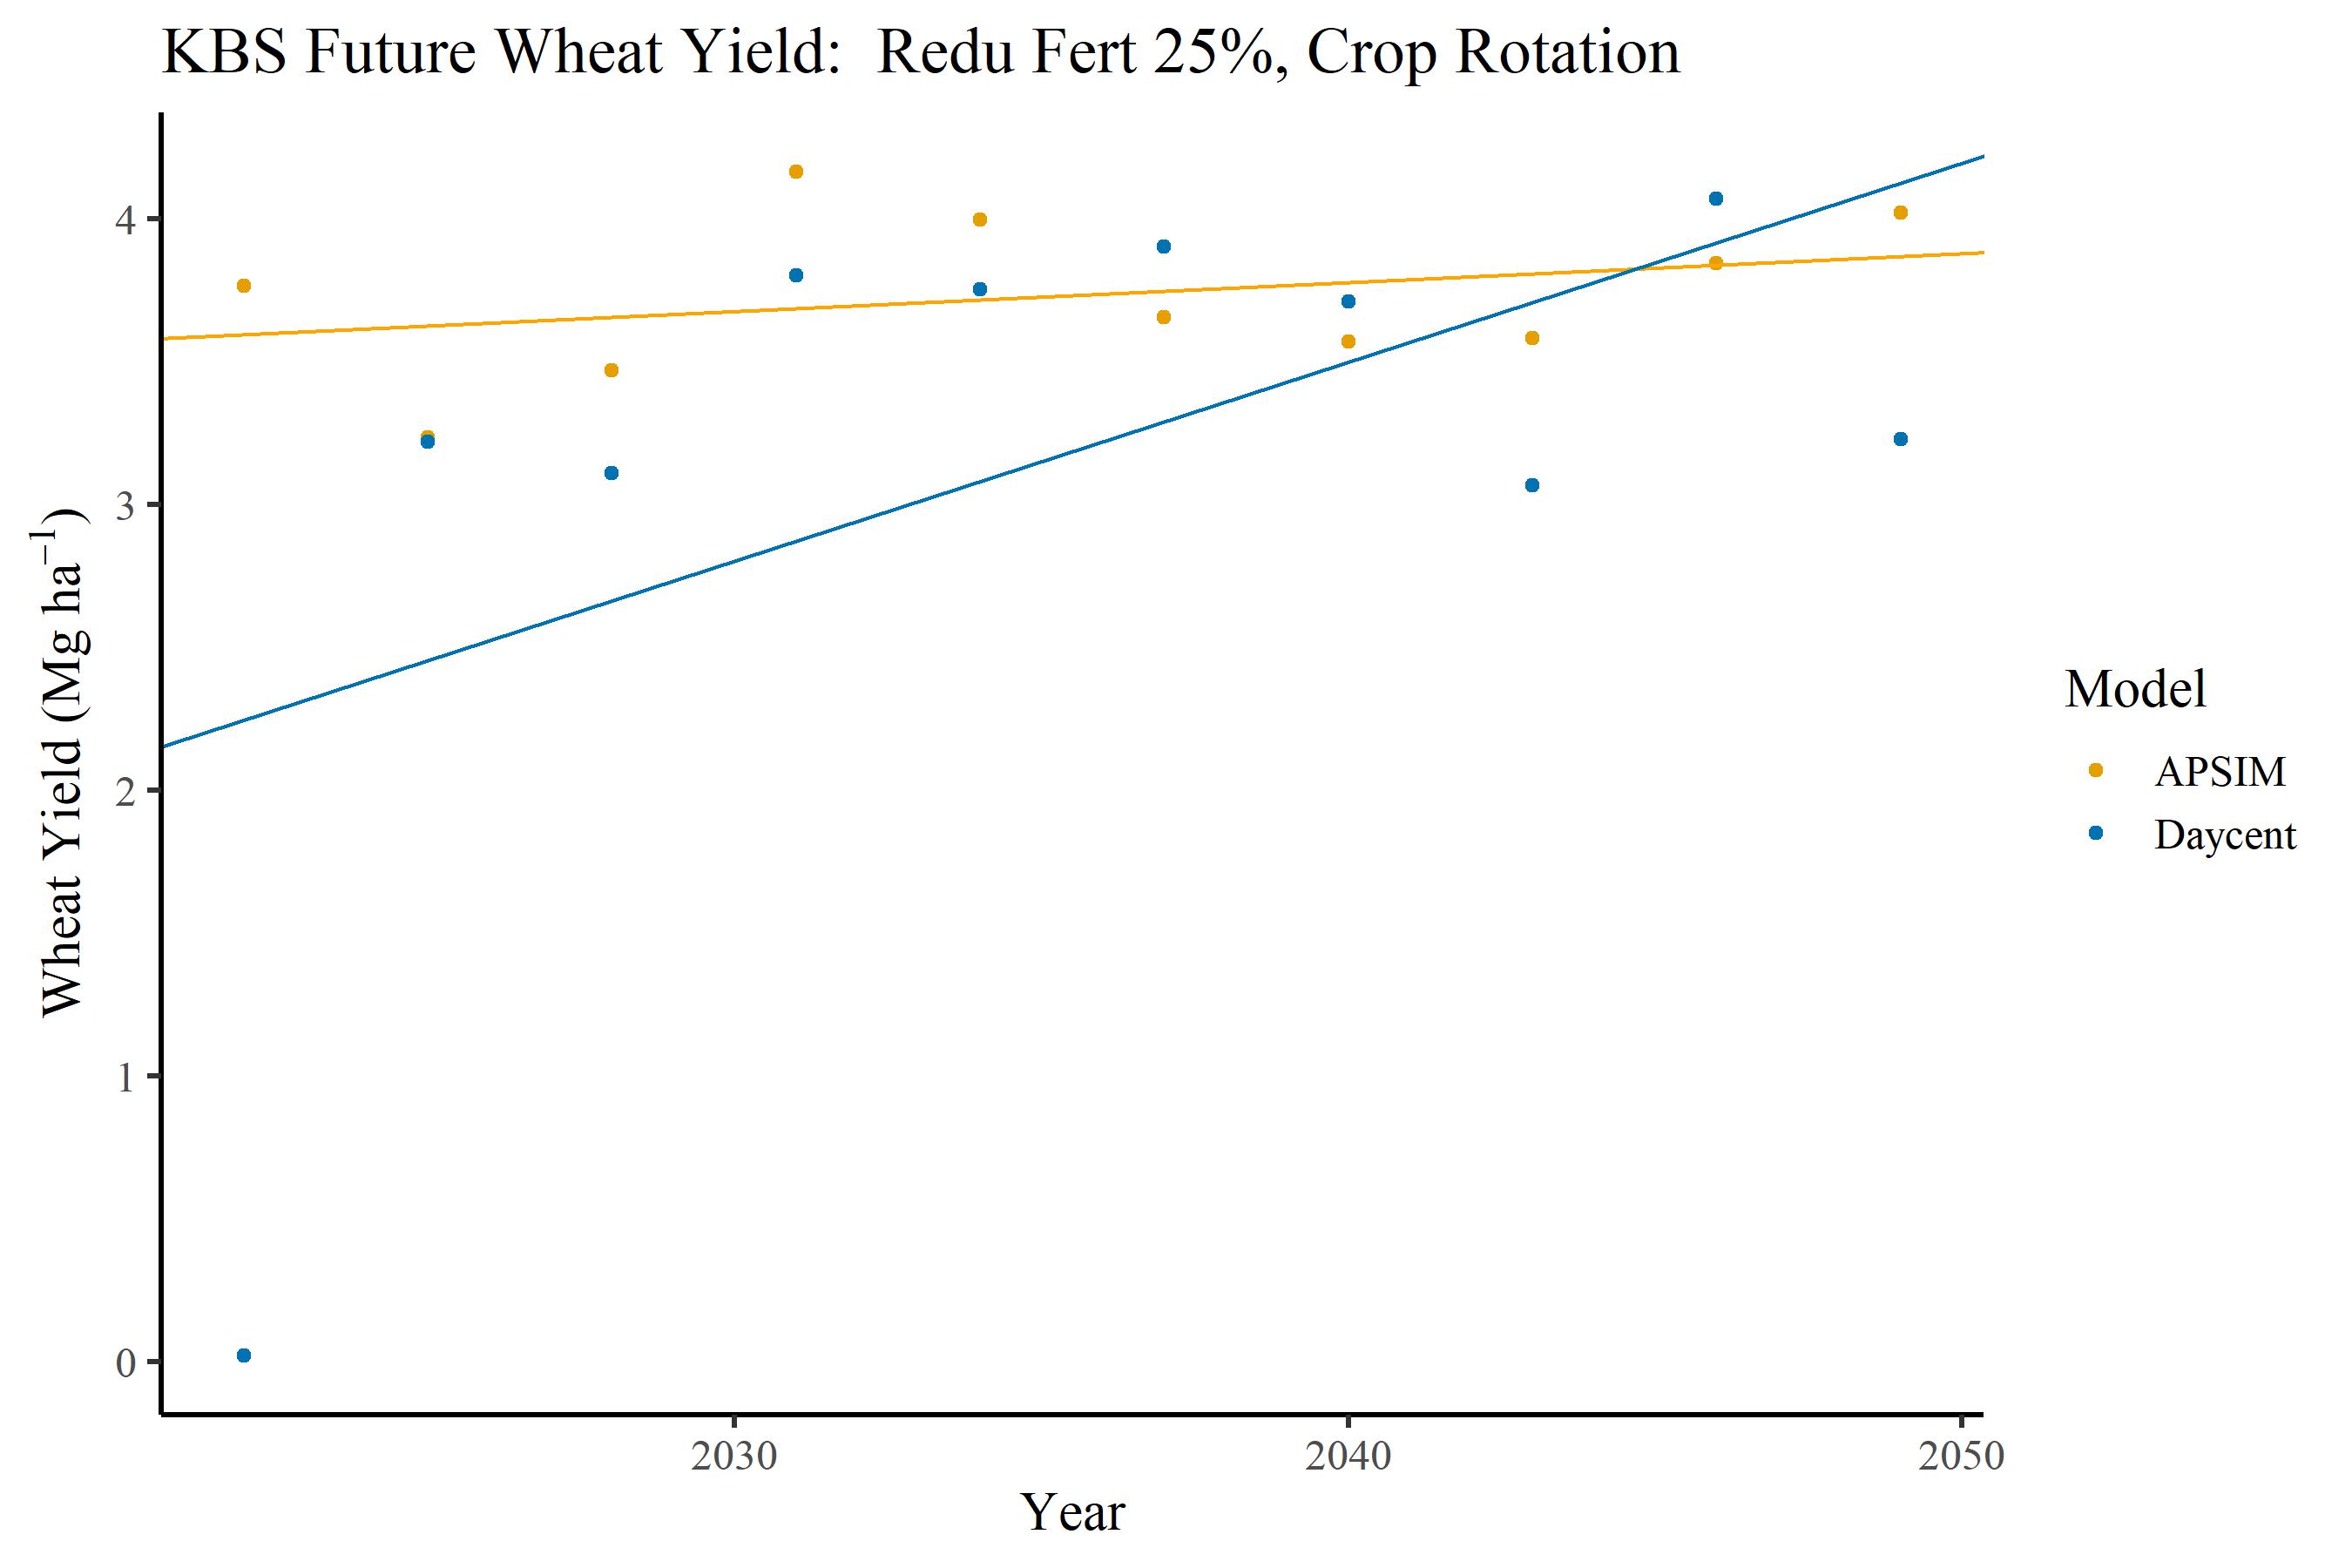 KBS Future Wheat Yield:  Redu Fert 25%, Crop Rotation
Wheat Yield (Mg ha⁻¹)
4
3
2
1
0
2030
2040
2050
Year
Model
APSIM
Daycent